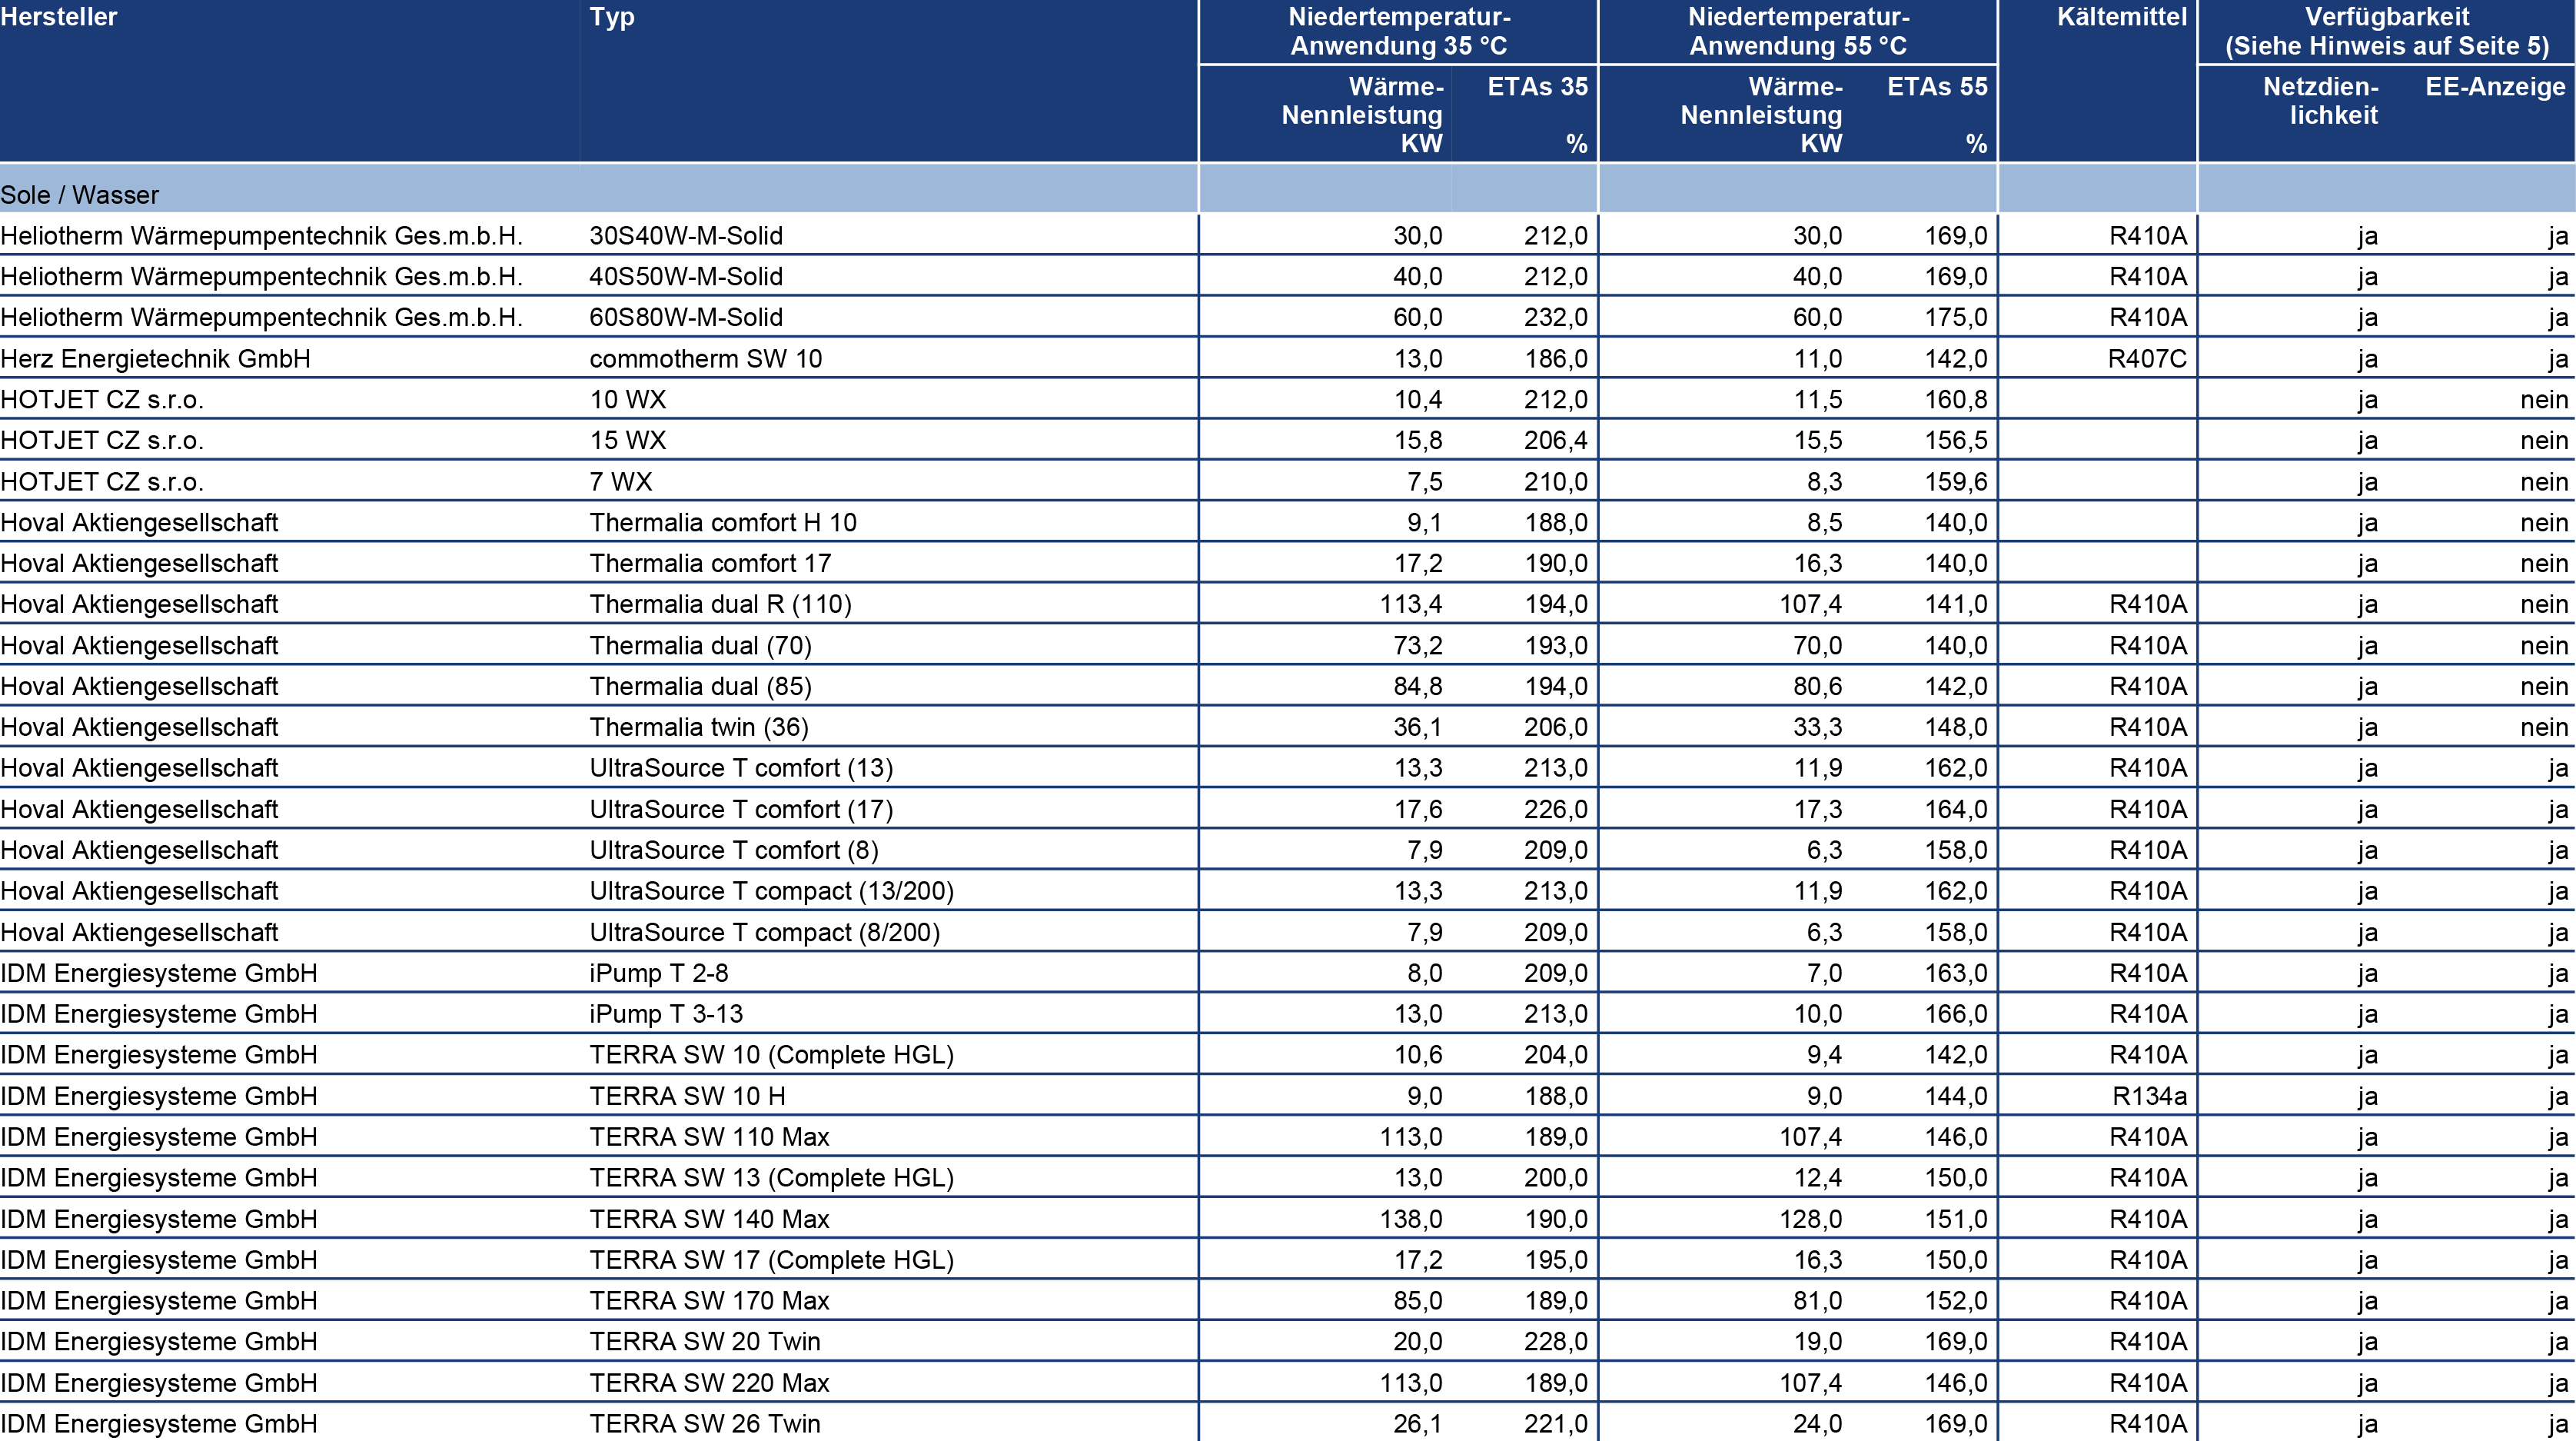 Hersteller Typ Niedertemperatur- Niedertemperatur- Kältemittel Verfügbarkeit
Anwendung 35 °C Anwendung 55 °C (Siehe Hinweis auf Seite 5)
Wärme- ETAs 35 Wärme- ETAs 55 Netzdien- EE-Anzeige
Nennleistung Nennleistung lichkeit
KW % KW %
Sole / Wasser
Heliotherm Wärmepumpentechnik Ges.m.b.H. 30S40W-M-Solid 30,0 212,0 30,0 169,0 R410A ja ja
Heliotherm Wärmepumpentechnik Ges.m.b.H. 40S50W-M-Solid 40,0 212,0 40,0 169,0 R410A ja ja
Heliotherm Wärmepumpentechnik Ges.m.b.H. 60S80W-M-Solid 60,0 232,0 60,0 175,0 R410A ja ja
Herz Energietechnik GmbH commotherm SW 10 13,0 186,0 11,0 142,0 R407C ja ja
HOTJET CZ s.r.o. 10 WX 10,4 212,0 11,5 160,8 ja nein
HOTJET CZ s.r.o. 15 WX 15,8 206,4 15,5 156,5 ja nein
HOTJET CZ s.r.o. 7 WX 7,5 210,0 8,3 159,6 ja nein
Hoval Aktiengesellschaft Thermalia comfort H 10 9,1 188,0 8,5 140,0 ja nein
Hoval Aktiengesellschaft Thermalia comfort 17 17,2 190,0 16,3 140,0 ja nein
Hoval Aktiengesellschaft Thermalia dual R (110) 113,4 194,0 107,4 141,0 R410A ja nein
Hoval Aktiengesellschaft Thermalia dual (70) 73,2 193,0 70,0 140,0 R410A ja nein
Hoval Aktiengesellschaft Thermalia dual (85) 84,8 194,0 80,6 142,0 R410A ja nein
Hoval Aktiengesellschaft Thermalia twin (36) 36,1 206,0 33,3 148,0 R410A ja nein
Hoval Aktiengesellschaft UltraSource T comfort (13) 13,3 213,0 11,9 162,0 R410A ja ja
Hoval Aktiengesellschaft UltraSource T comfort (17) 17,6 226,0 17,3 164,0 R410A ja ja
Hoval Aktiengesellschaft UltraSource T comfort (8) 7,9 209,0 6,3 158,0 R410A ja ja
Hoval Aktiengesellschaft UltraSource T compact (13/200) 13,3 213,0 11,9 162,0 R410A ja ja
Hoval Aktiengesellschaft UltraSource T compact (8/200) 7,9 209,0 6,3 158,0 R410A ja ja
IDM Energiesysteme GmbH iPump T 2-8 8,0 209,0 7,0 163,0 R410A ja ja
IDM Energiesysteme GmbH iPump T 3-13 13,0 213,0 10,0 166,0 R410A ja ja
IDM Energiesysteme GmbH TERRA SW 10 (Complete HGL) 10,6 204,0 9,4 142,0 R410A ja ja
IDM Energiesysteme GmbH TERRA SW 10 H 9,0 188,0 9,0 144,0 R134a ja ja
IDM Energiesysteme GmbH TERRA SW 110 Max 113,0 189,0 107,4 146,0 R410A ja ja
IDM Energiesysteme GmbH TERRA SW 13 (Complete HGL) 13,0 200,0 12,4 150,0 R410A ja ja
IDM Energiesysteme GmbH TERRA SW 140 Max 138,0 190,0 128,0 151,0 R410A ja ja
IDM Energiesysteme GmbH TERRA SW 17 (Complete HGL) 17,2 195,0 16,3 150,0 R410A ja ja
IDM Energiesysteme GmbH TERRA SW 170 Max 85,0 189,0 81,0 152,0 R410A ja ja
IDM Energiesysteme GmbH TERRA SW 20 Twin 20,0 228,0 19,0 169,0 R410A ja ja
IDM Energiesysteme GmbH TERRA SW 220 Max 113,0 189,0 107,4 146,0 R410A ja ja
IDM Energiesysteme GmbH TERRA SW 26 Twin 26,1 221,0 24,0 169,0 R410A ja ja